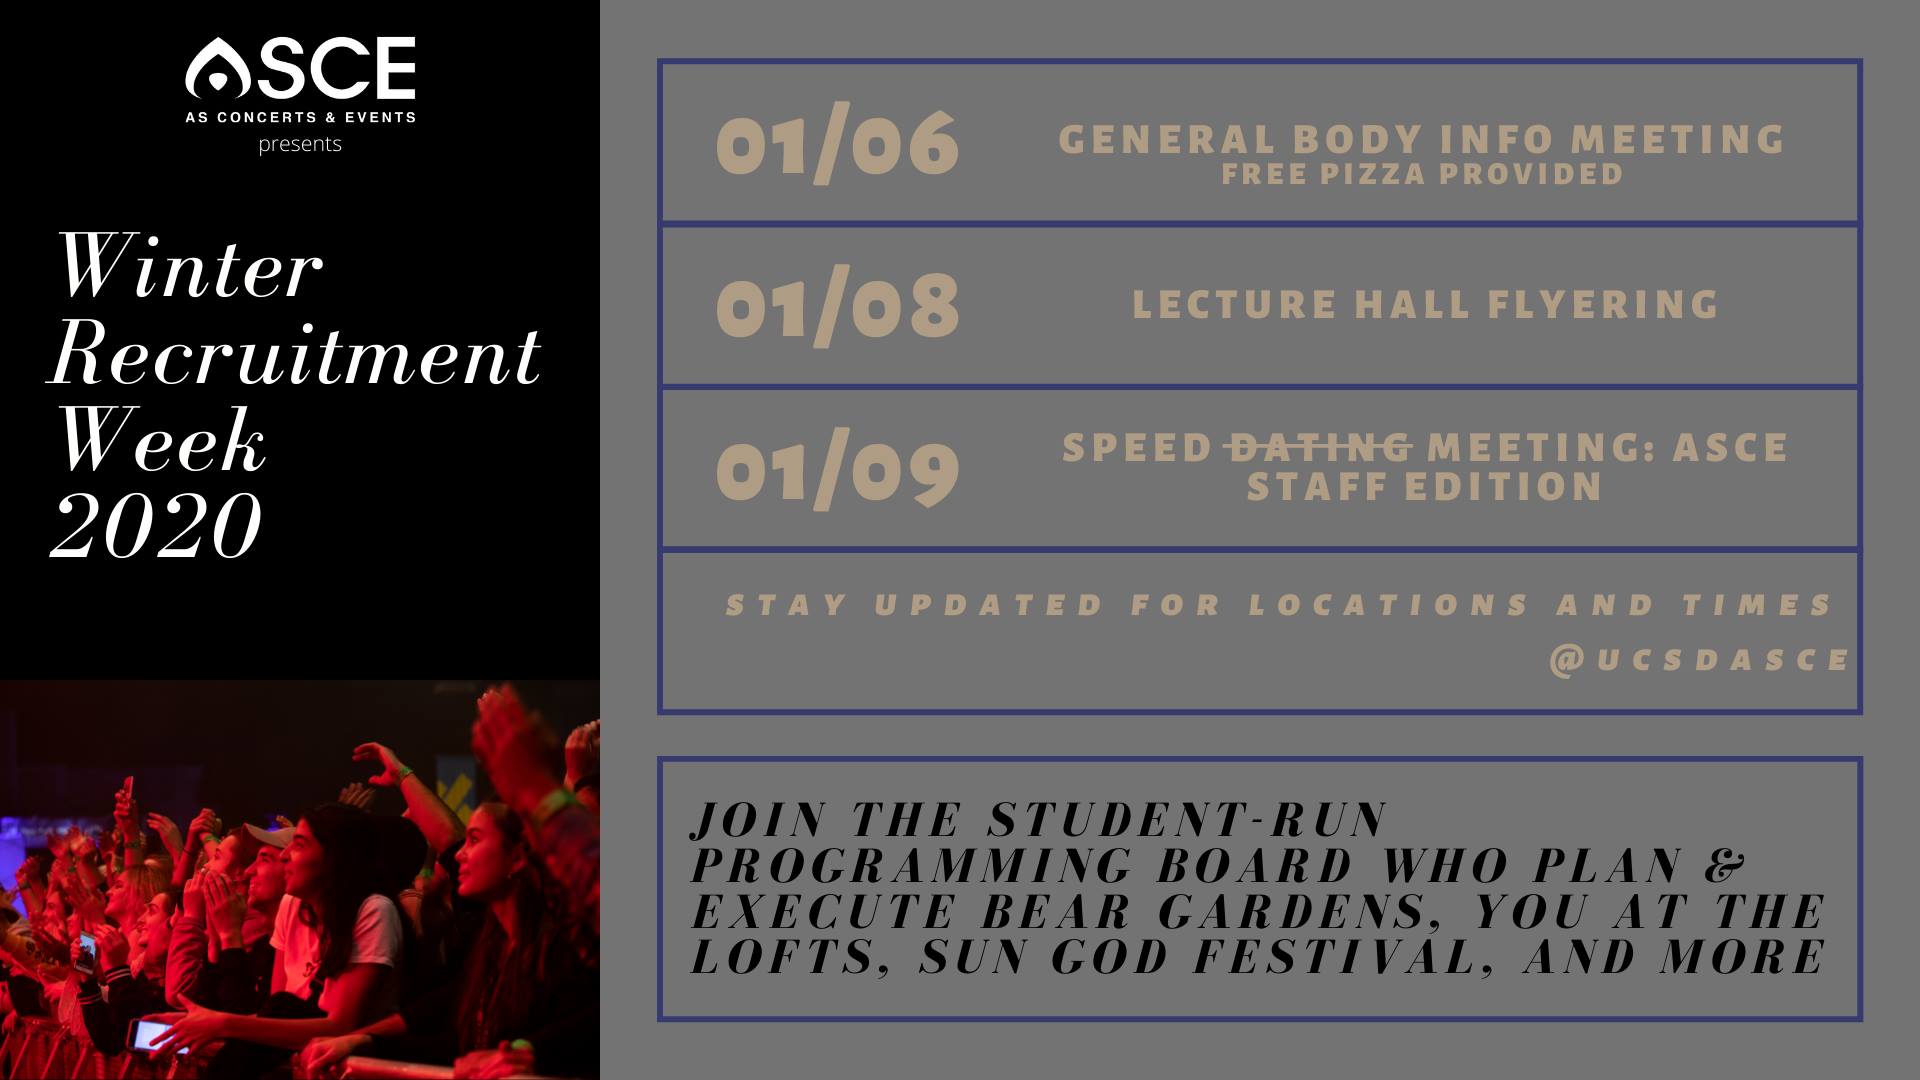 ASCE
AS CONCERTS & EVENTS
presents
Winter
Recruitment
Week
2020
01/06
GENERAL BODY INFO MEETING
FREE PIZZA PROVIDED
01/08
LECTURE HALL FLYERING
01/09
SPEED DATING MEETING: ASCE
STAFF EDITION
STAY UPDATED FOR LOCATIONS AND TIMES
@UCSDASCE
JOIN THE STUDENT-RUN
PROGRAMMING BOARD WHO PLAN &
EXECUTE BEAR GARDENS, YOU AT THE
LOFTS, SUN GOD FESTIVAL, AND MORE